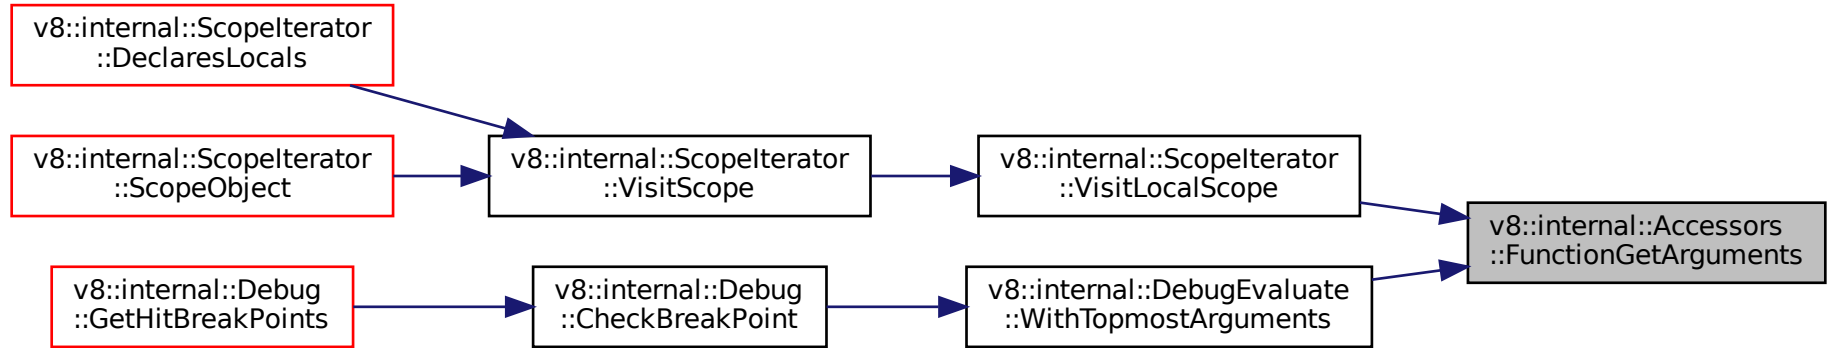 v8::internal::ScopeIterator
::DeclaresLocals
v8::internal::ScopeIterator
::ScopeObject
v8::internal::ScopeIterator
::VisitScope
v8::internal::ScopeIterator
::VisitLocalScope
v8::internal::Accessors
::FunctionGetArguments
v8::internal::Debug
::GetHitBreakPoints
v8::internal::Debug
::CheckBreakPoint
v8::internal::DebugEvaluate
::WithTopmostArguments